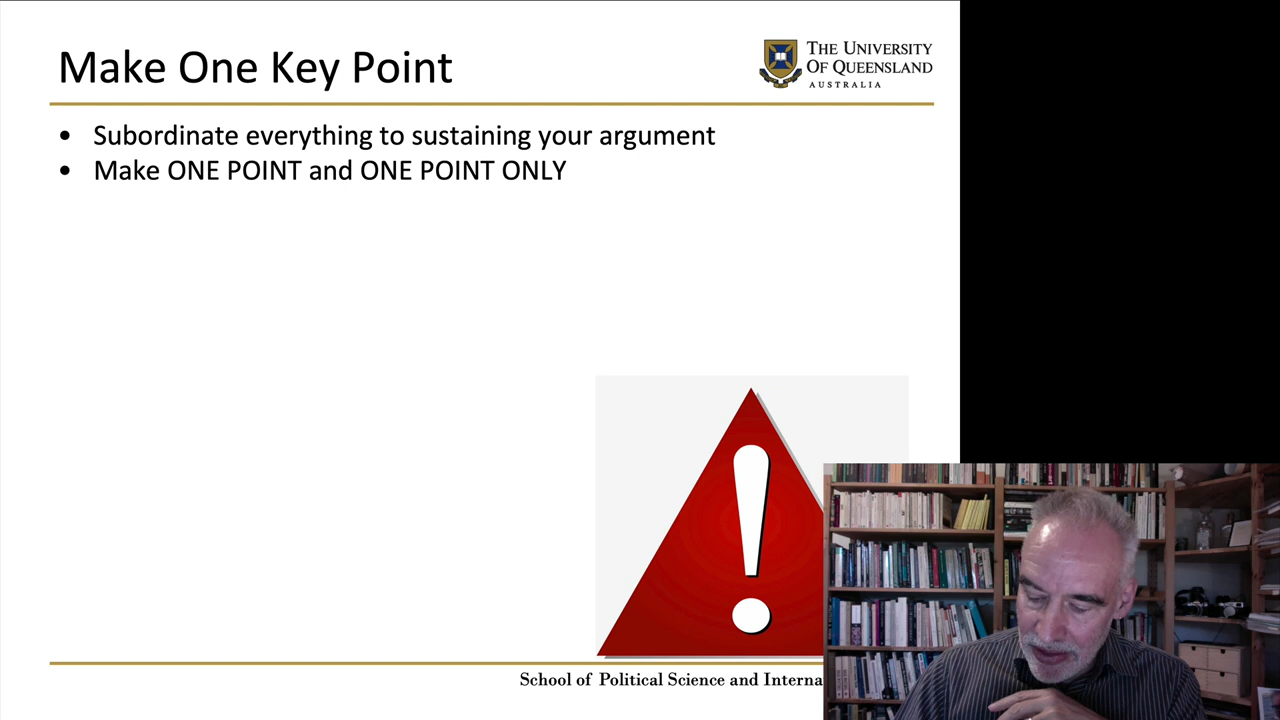 Make One Key Point
THE UNIVERSITY
OF QUEENSLAND
AUSTRALIA
• Subordinate everything to sustaining your argument
• Make ONE POINT and ONE POINT ONLY
School of Political Science and Interna